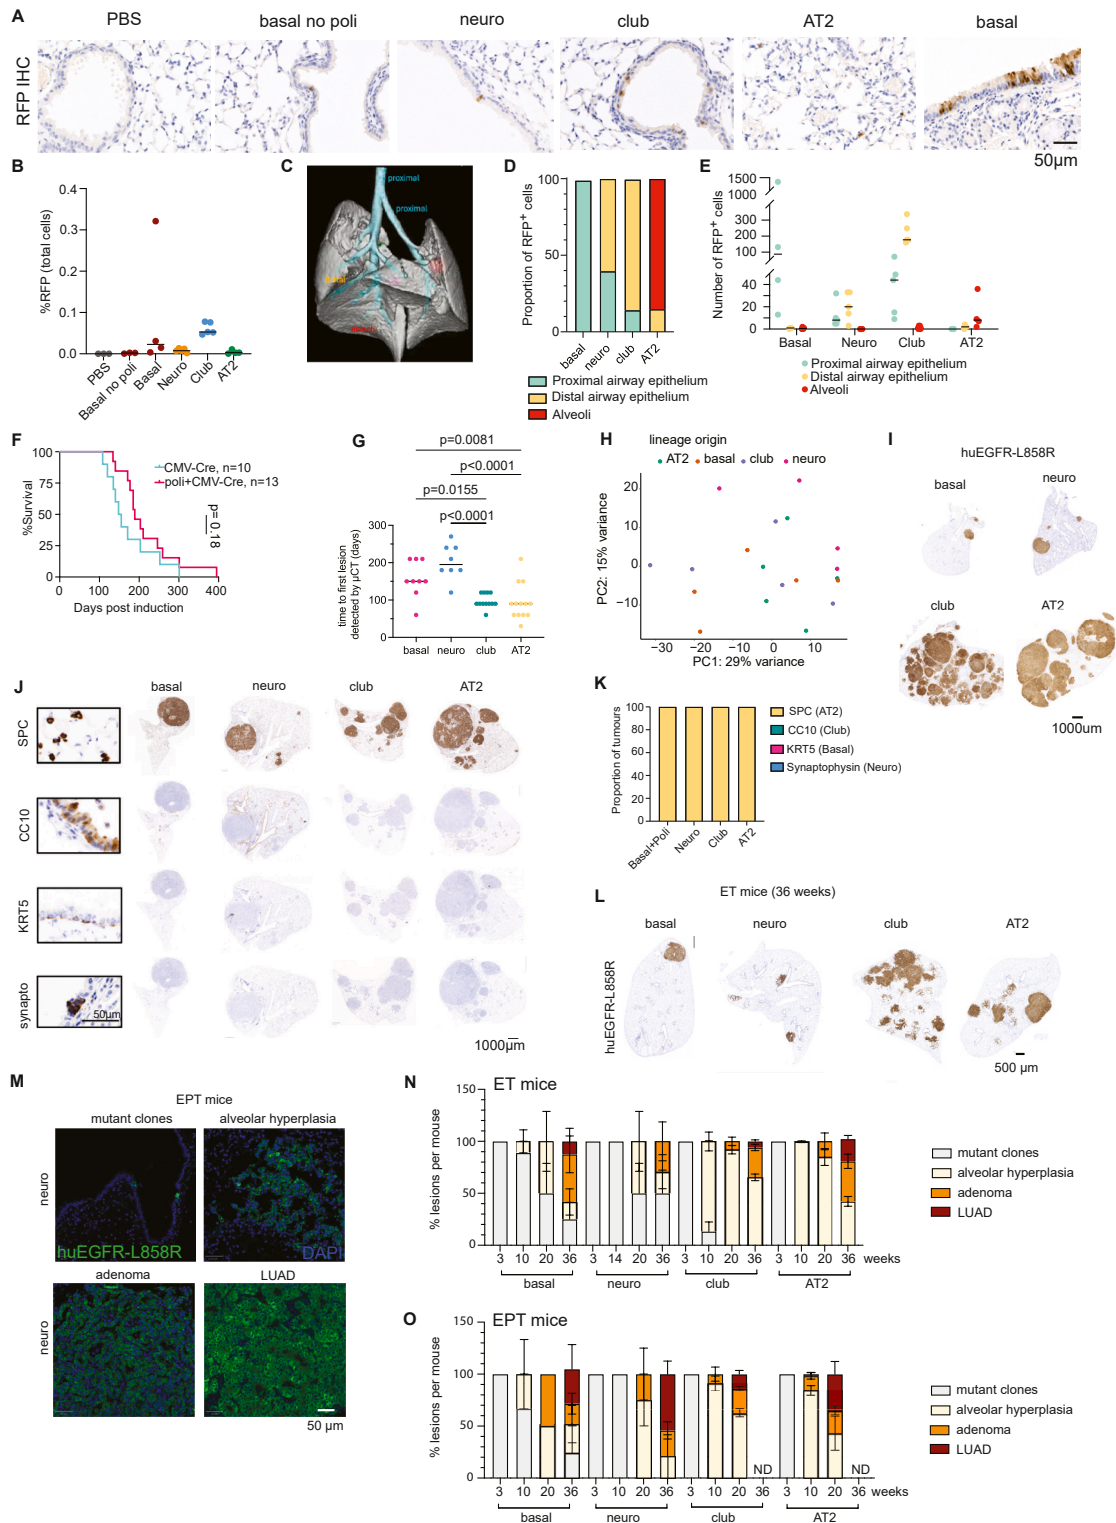 A
PBS
basal no poli
neuro
club
AT2
basal
RFP IHC
50µm
B
%RFP (total cells)
0.4
0.3
0.2
0.1
0.0
PBS
Basal no poli
Basal
Neuro
Club
AT2
C
proximal
proximal
distal
D
Proportion of RFP+ cells
100
50
0
basal
neuro
club
AT2
Proximal airway epithelium
Distal airway epithelium
Alveoli
E
Number of RFP+ cells
1500
1000
300
200
100
40
20
0
Basal
Neuro
Club
AT2
Proximal airway epithelium
Distal airway epithelium
Alveoli
F
%Survival
100
75
50
25
0
0
100
200
300
400
Days post induction
CMV-Cre, n=10
poli+CMV-Cre, n=13
p= 0.18
G
p=0.0081
p<0.0001
p=0.0155
p<0.0001
time to first lesion
detected by µCT (days)
300
200
100
0
basal
neuro
club
AT2
H
lineage origin
AT2
basal
club
neuro
PC2: 15% variance
20
10
0
−10
−30
−20
−10
0
10
PC1: 29% variance
I
huEGFR-L858R
basal
neuro
club
AT2
1000um
J
basal
neuro
club
AT2
SPC
CC10
KRT5
synapto
50µm
1000µm
K
Proportion of tumours
100
80
60
40
20
0
Basal+Poli
Neuro
Club
AT2
SPC (AT2)
CC10 (Club)
KRT5 (Basal)
Synaptophysin (Neuro)
L
ET mice (36 weeks)
basal
neuro
club
AT2
huEGFR-L858R
500 µm
M
EPT mice
mutant clones
alveolar hyperplasia
neuro
huEGFR-L858R
DAPI
adenoma
LUAD
neuro
50 µm
N
ET mice
% lesions per mouse
150
100
50
0
3 10 20 36 3 14 20 36 3 10 20 36 3 10 20 36 weeks
basal
neuro
club
AT2
mutant clones
alveolar hyperplasia
adenoma
LUAD
O
EPT mice
% lesions per mouse
150
100
50
0
ND
ND
3 10 20 36 3 10 20 36 3 10 20 36 3 10 20 36 weeks
basal
neuro
club
AT2
mutant clones
alveolar hyperplasia
adenoma
LUAD